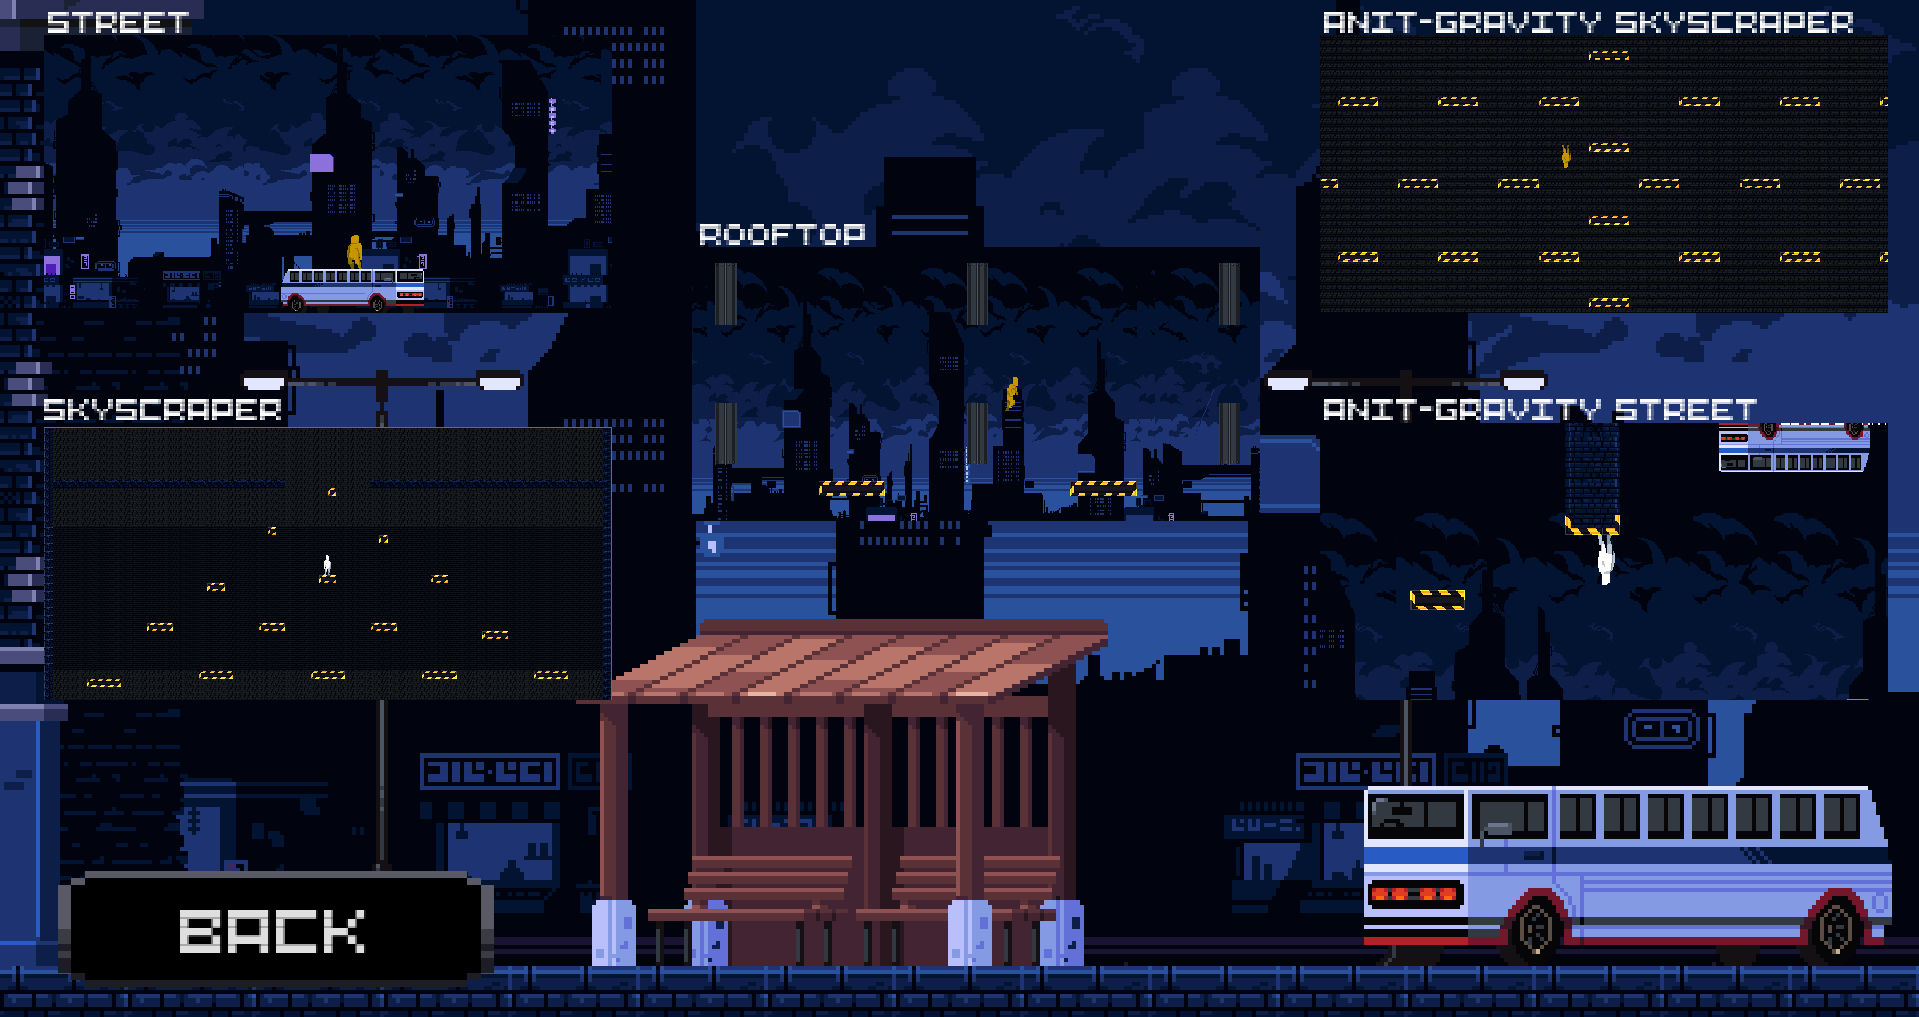 STREET
ANIT-GRAVITY SKYSCRAPER
ROOFTOP
SKYSCRAPER
ANIT-GRAVITY STREET
BACK